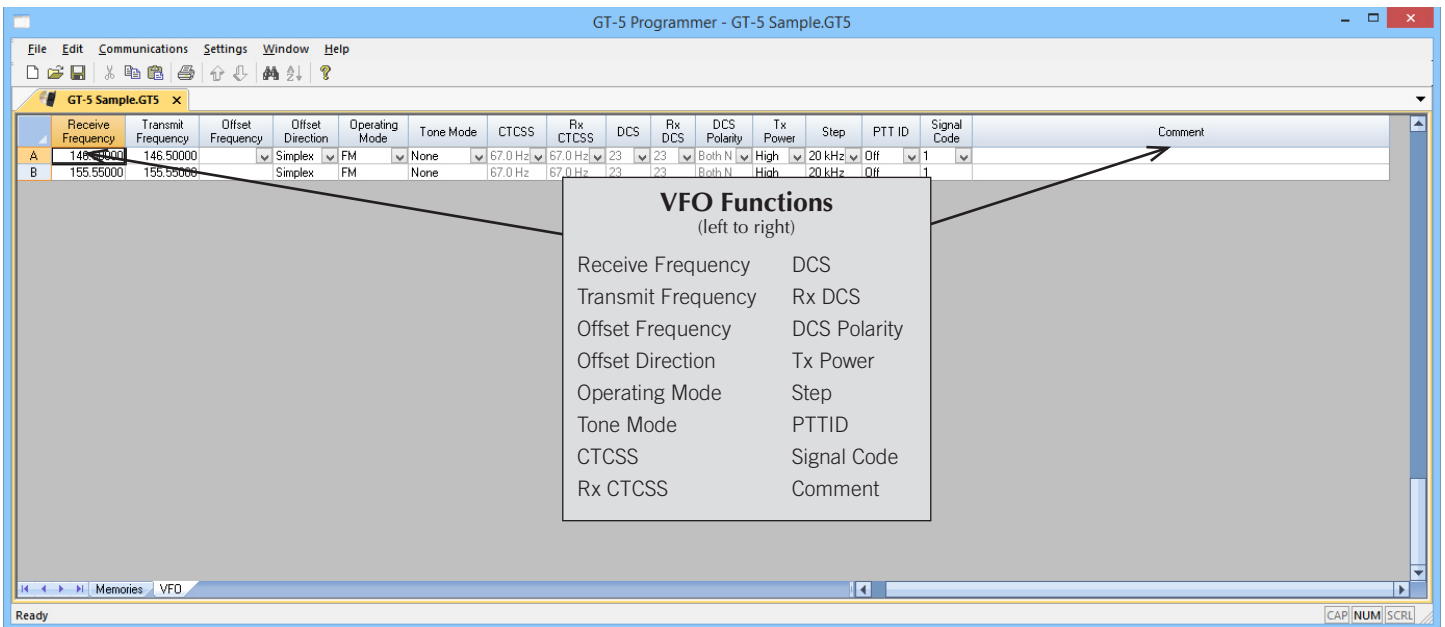 GT-5 Programmer - GT-5 Sample.GT5
File Edit Communications Settings Window Help
GT-5 Sample.GT5 X
Receive Frequency Transmit Frequency Offset Frequency Offset Direction Operating Mode Tone Mode CTCSS Rx CTCSS DCS Rx DCS DCS Polarity Tx Power Step PTT ID Signal Code Comment
A 146.50000 146.50000 Simplex FM None 67.0 Hz 67.0 Hz 23 23 Both N High 20 kHz Off 1
B 155.55000 155.55000 Simplex FM None 67.0 Hz 67.0 Hz 23 23 Both N High 20 kHz Off 1
VFO Functions
(left to right)
Receive Frequency DCS
Transmit Frequency Rx DCS
Offset Frequency DCS Polarity
Offset Direction Tx Power
Operating Mode Step
Tone Mode PTTID
CTCSS Signal Code
Rx CTCSS Comment
Memories VFO
Ready CAP NUM SCRL